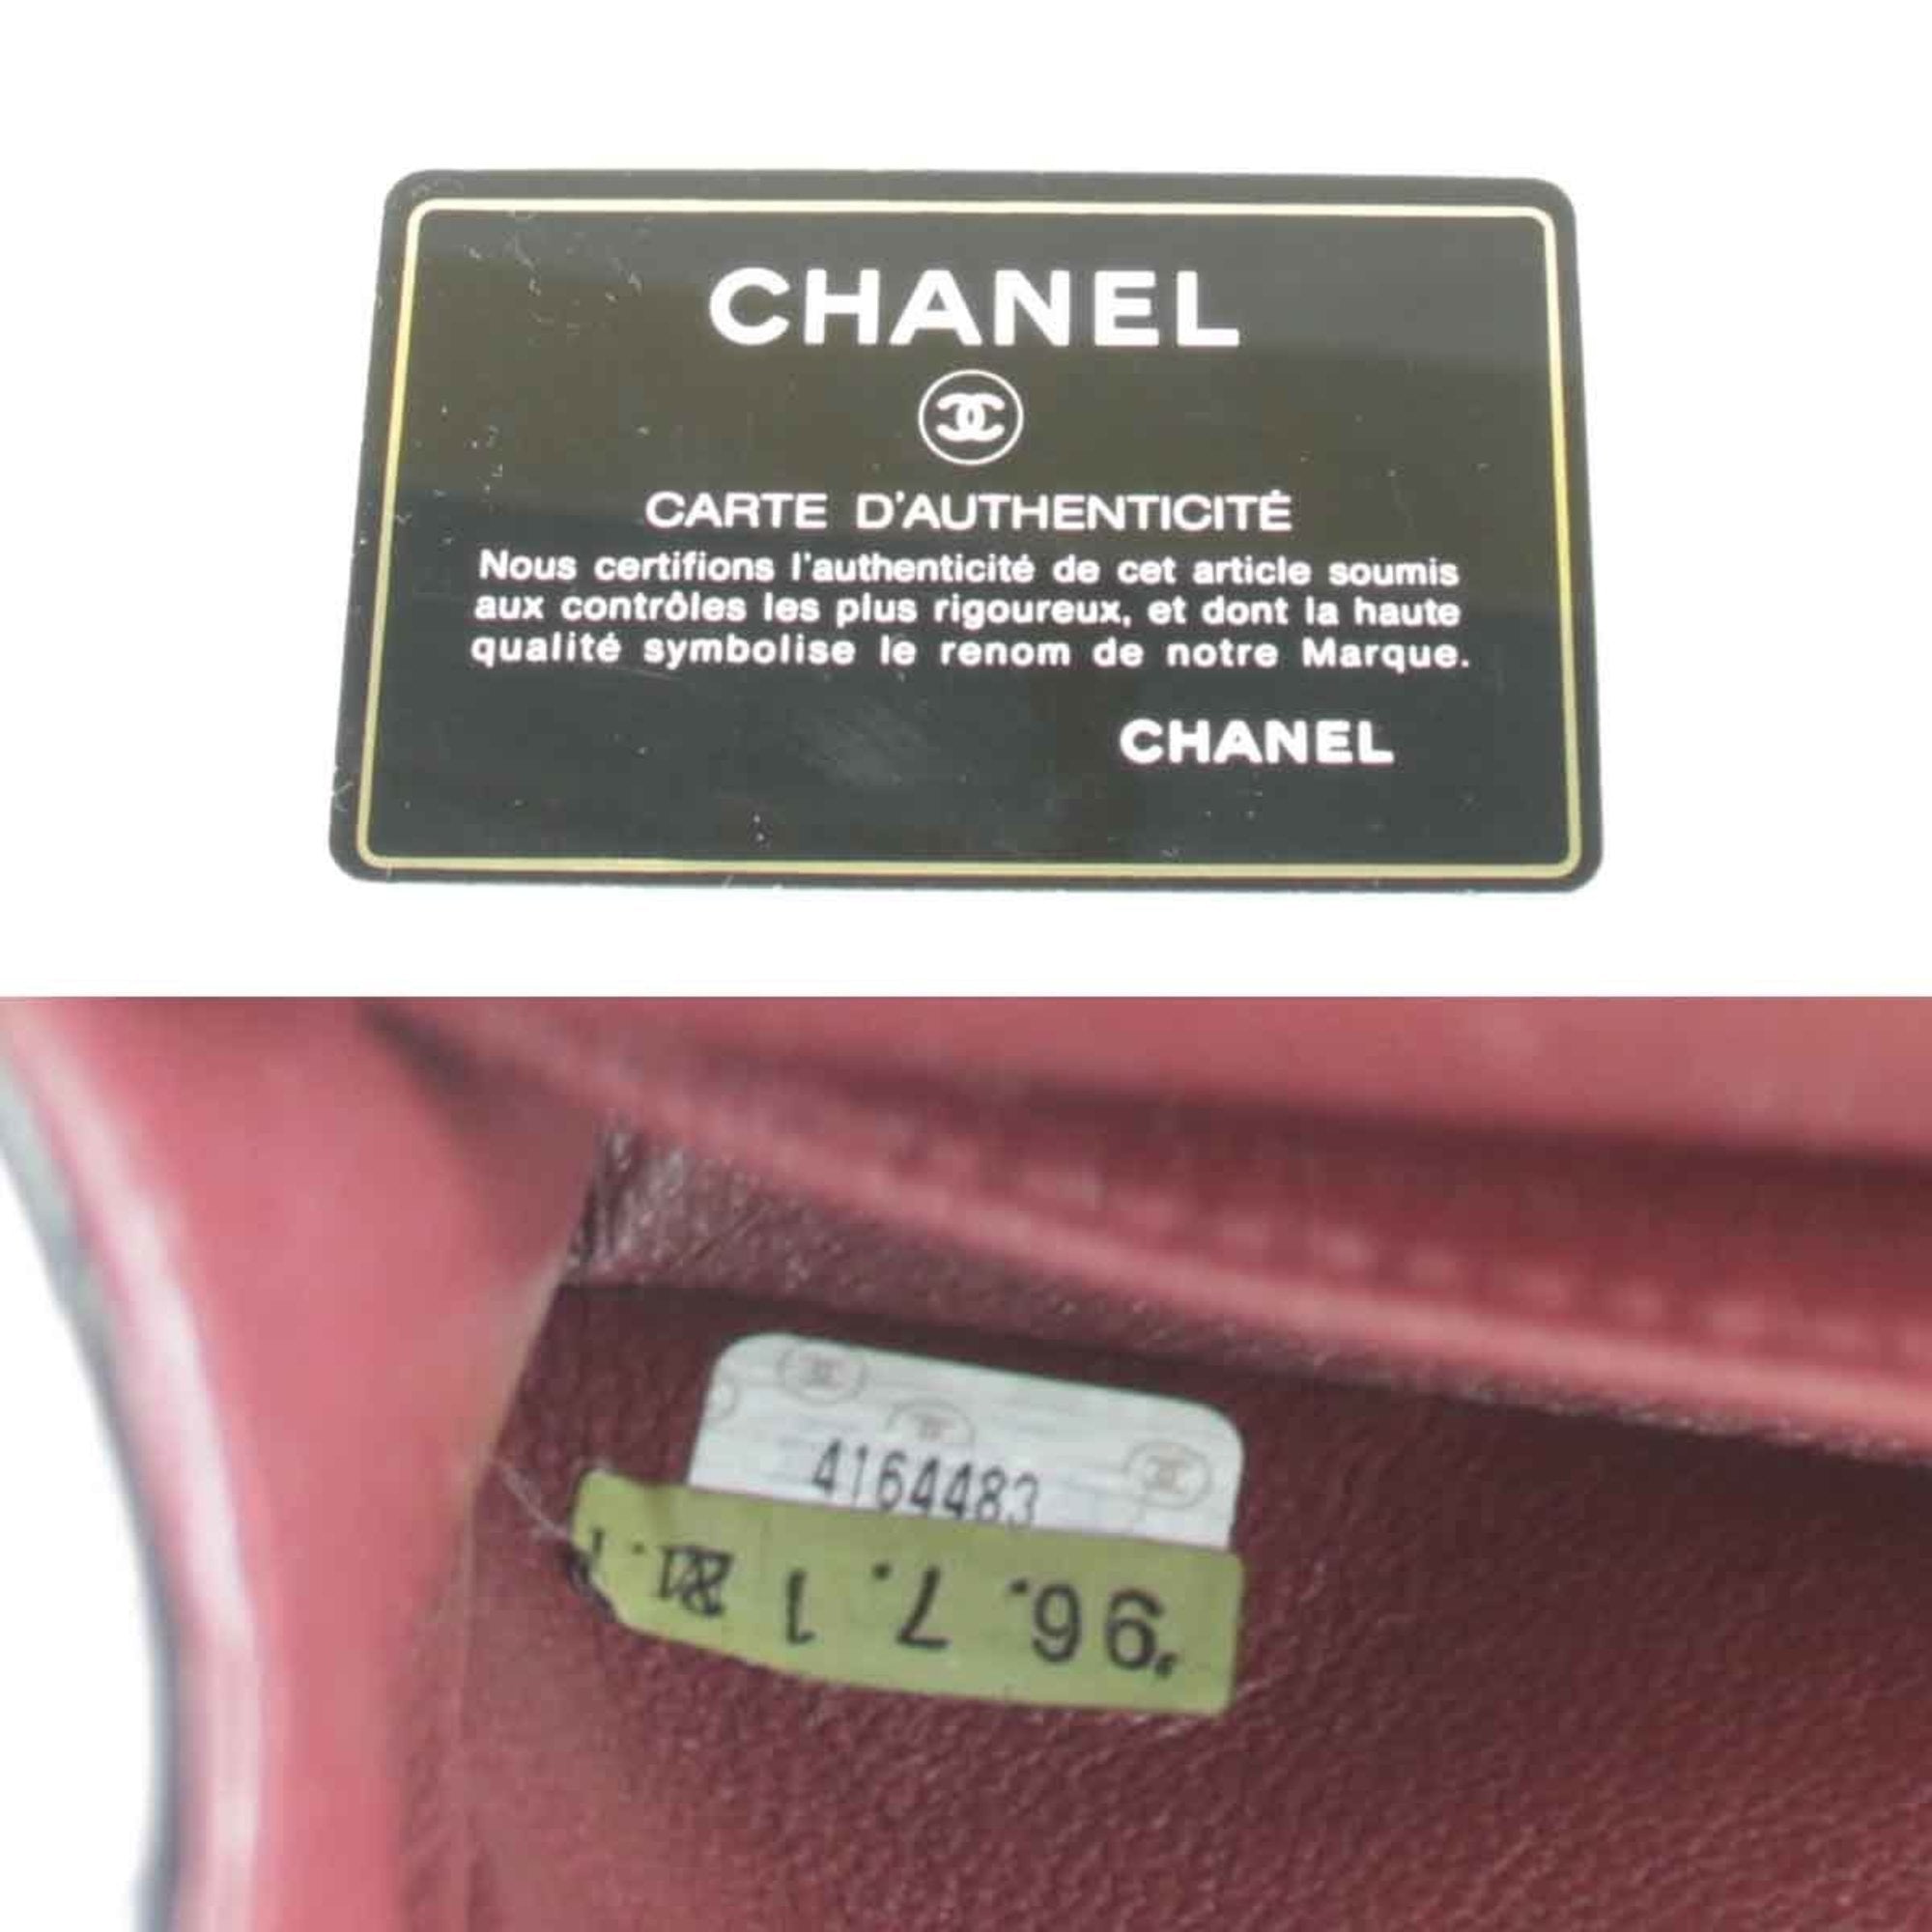 CHANEL
CARTE D'AUTHENTICITÉ
Nous certifions l'authenticité de cet article soumis
aux contrôles les plus rigoureux, et dont la haute
qualité symbolise le renom de notre Marque.
CHANEL
4164483
'96. 7. 1